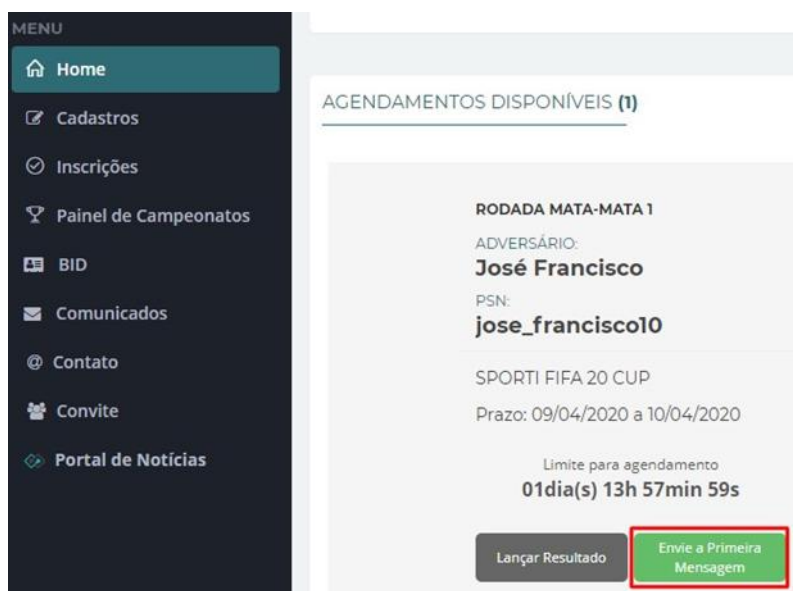 MENU
Home
Cadastros
Inscrições
Painel de Campeonatos
BID
Comunicados
@ Contato
Convite
Portal de Notícias
AGENDAMENTOS DISPONÍVEIS (1)
RODADA MATA-MATA 1
ADVERSÁRIO:
José Francisco
PSN:
jose_francisco10
SPORTI FIFA 20 CUP
Prazo: 09/04/2020 a 10/04/2020
Limite para agendamento
01dia(s) 13h 57min 59s
Lançar Resultado
Envie a Primeira
Mensagem